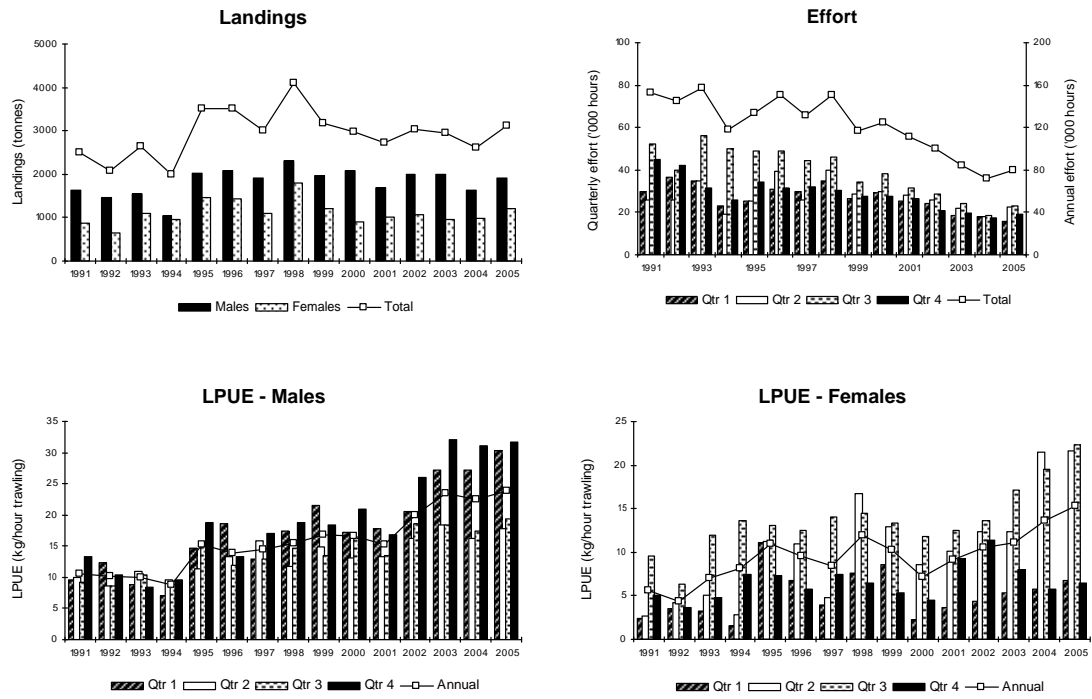 Landings
Landings (tonnes)
5000
4000
3000
2000
1000
0
1991 1992 1993 1994 1995 1996 1997 1998 1999 2000 2001 2002 2003 2004 2005
Males Females Total
Effort
Quarterly effort ('000 hours)
100
80
60
40
20
0
200
160
120
80
40
0
Annual effort ('000 hours)
1991 1993 1995 1997 1999 2001 2003 2005
Qtr 1 Qtr 2 Qtr 3 Qtr 4 Total
LPUE - Males
LPUE (kg/hour trawling)
35
30
25
20
15
10
5
0
1991 1992 1993 1994 1995 1996 1997 1998 1999 2000 2001 2002 2003 2004 2005
Qtr 1 Qtr 2 Qtr 3 Qtr 4 Annual
LPUE - Females
LPUE (kg/hour trawling)
25
20
15
10
5
0
1991 1992 1993 1994 1995 1996 1997 1998 1999 2000 2001 2002 2003 2004 2005
Qtr 1 Qtr 2 Qtr 3 Qtr 4 Annual